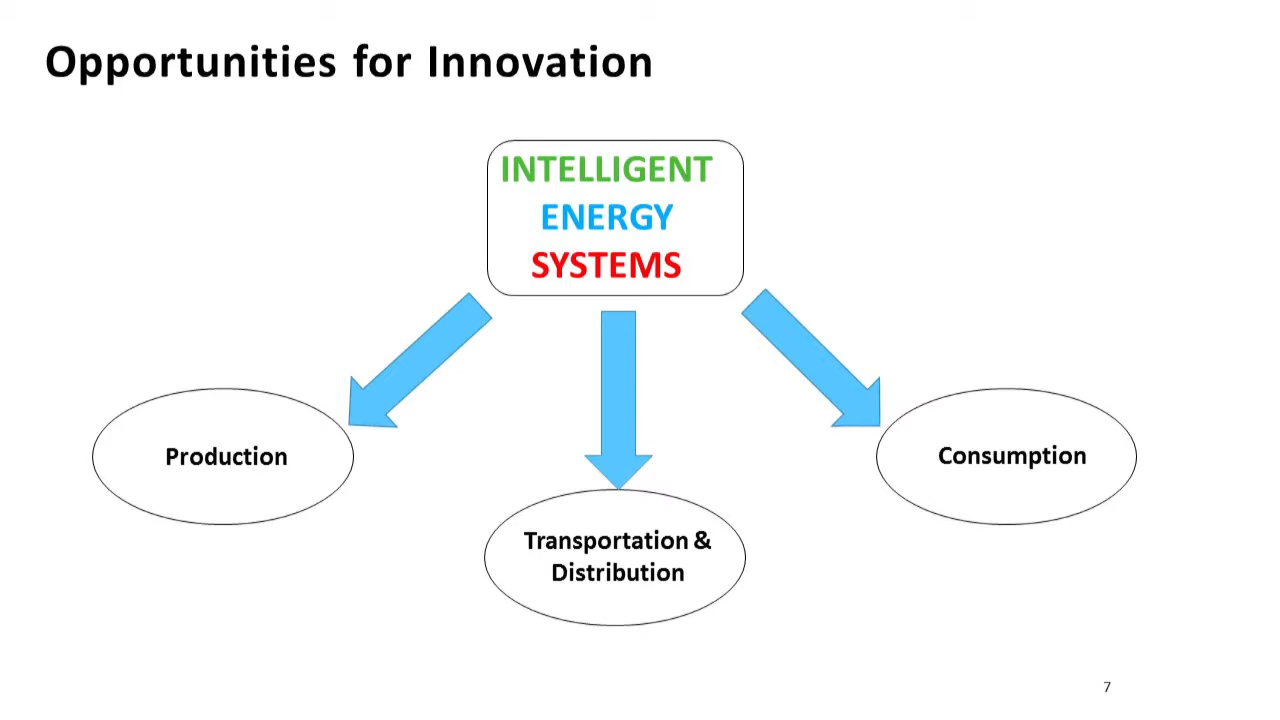 Opportunities for Innovation
INTELLIGENT
ENERGY
SYSTEMS
Production
Consumption
Transportation &
Distribution
7